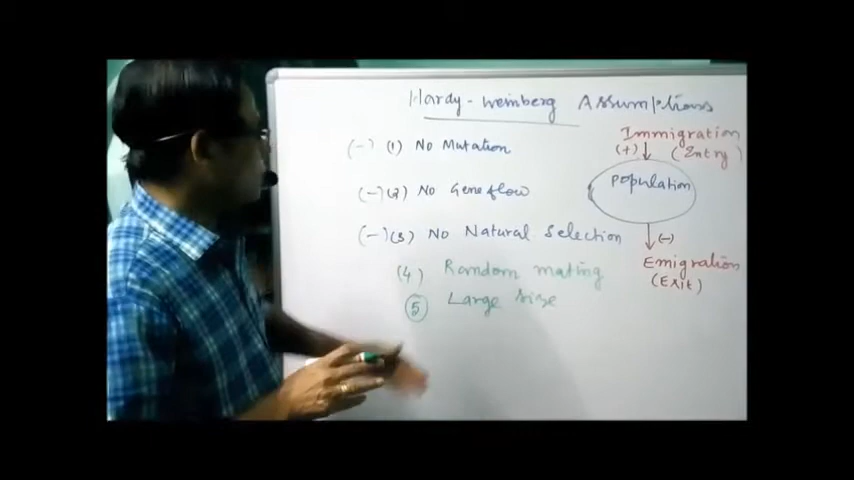 Hardy-weinberg Assumptions
(-) (1) No Mutation
(-) (2) No Gene flow
(-) (3) No Natural Selection
(4) Random mating
(5) Large size
Immigration
(+) (Entry)
Population
(-)
Emigration
(Exit)